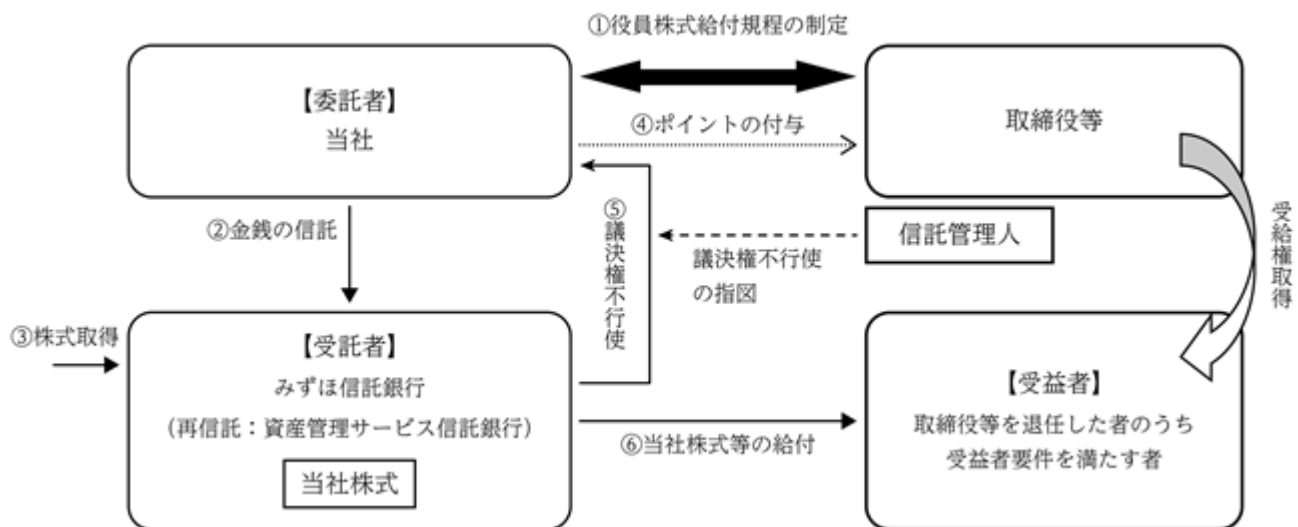 ①役員株式給付規程の制定
【委託者】
当社
④ポイントの付与
取締役等
②金銭の信託
⑤議決権不行使
議決権不行使
の指図
信託管理人
受給権取得
③株式取得
【受託者】
みずほ信託銀行
(再信託:資産管理サービス信託銀行)
当社株式
⑥当社株式等の給付
【受益者】
取締役等を退任した者のうち
受益者要件を満たす者